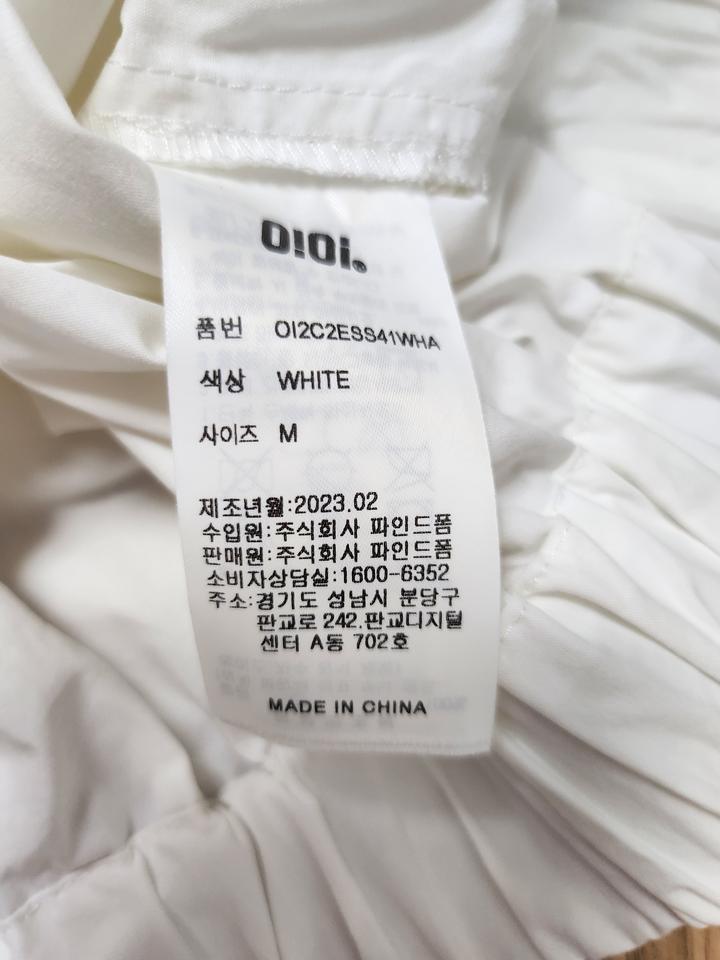 O!Oi®
품번 OI2C2ESS41WHA
색상 WHITE
사이즈 M
제조년월:2023.02
수입원:주식회사 파인드폼
판매원:주식회사 파인드폼
소비자상담실:1600-6352
주소:경기도 성남시 분당구
판교로 242.판교디지털
센터 A동 702호
MADE IN CHINA